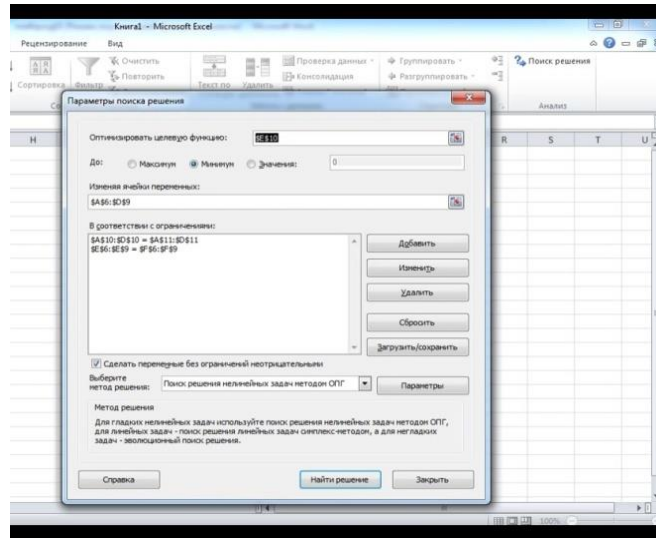 Книга1 - Microsoft Excel
Рецензирование Вид
Сортировка Фильтр
Очистить
Повторить
Текст по Удалить
Проверка данных
Консолидация
Группировать
Разгруппировать
Поиск решения
Анализ
Параметры поиска решения
H R S T U
Оптимизировать целевую функцию: $E$10
До: Максимум Минимум Значения: 0
Изменяя ячейки переменных:
$A$6:$D$9
В соответствии с ограничениями:
$A$10:$D$10 = $A$11:$D$11
$E$6:$E$9 = $F$6:$F$9
Добавить
Изменить
Удалить
Сбросить
Загрузить/сохранить
Сделать переменные без ограничений неотрицательными
Выберите метод решения: Поиск решения нелинейных задач методом ОПГ Параметры
Метод решения
Для гладких нелинейных задач используйте поиск решения нелинейных задач методом ОПГ,
для линейных задач - поиск решения линейных задач симплекс-методом, а для негладких
задач - эволюционный поиск решения.
Справка Найти решение Закрыть
100%